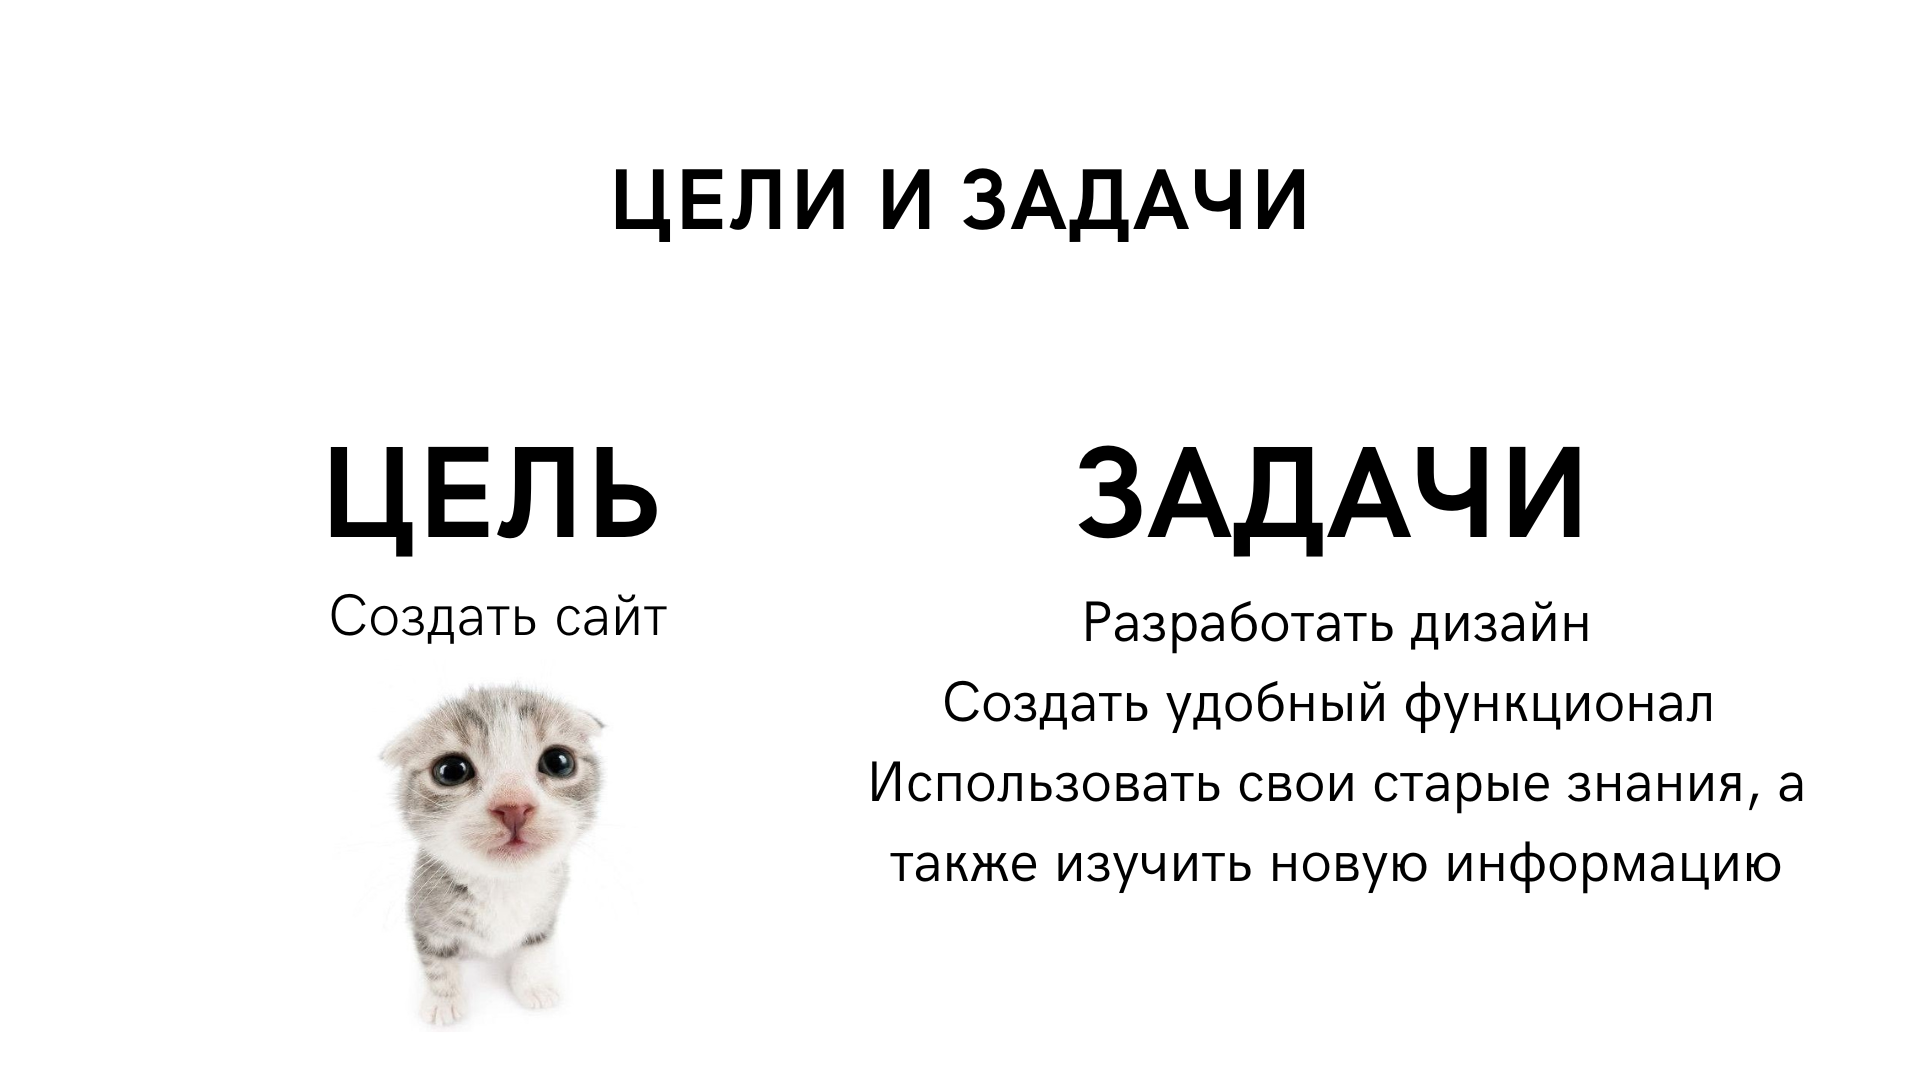 ЦЕЛИ И ЗАДАЧИ
ЦЕЛЬ
Создать сайт
ЗАДАЧИ
Разработать дизайн
Создать удобный функционал
Использовать свои старые знания, а
также изучить новую информацию